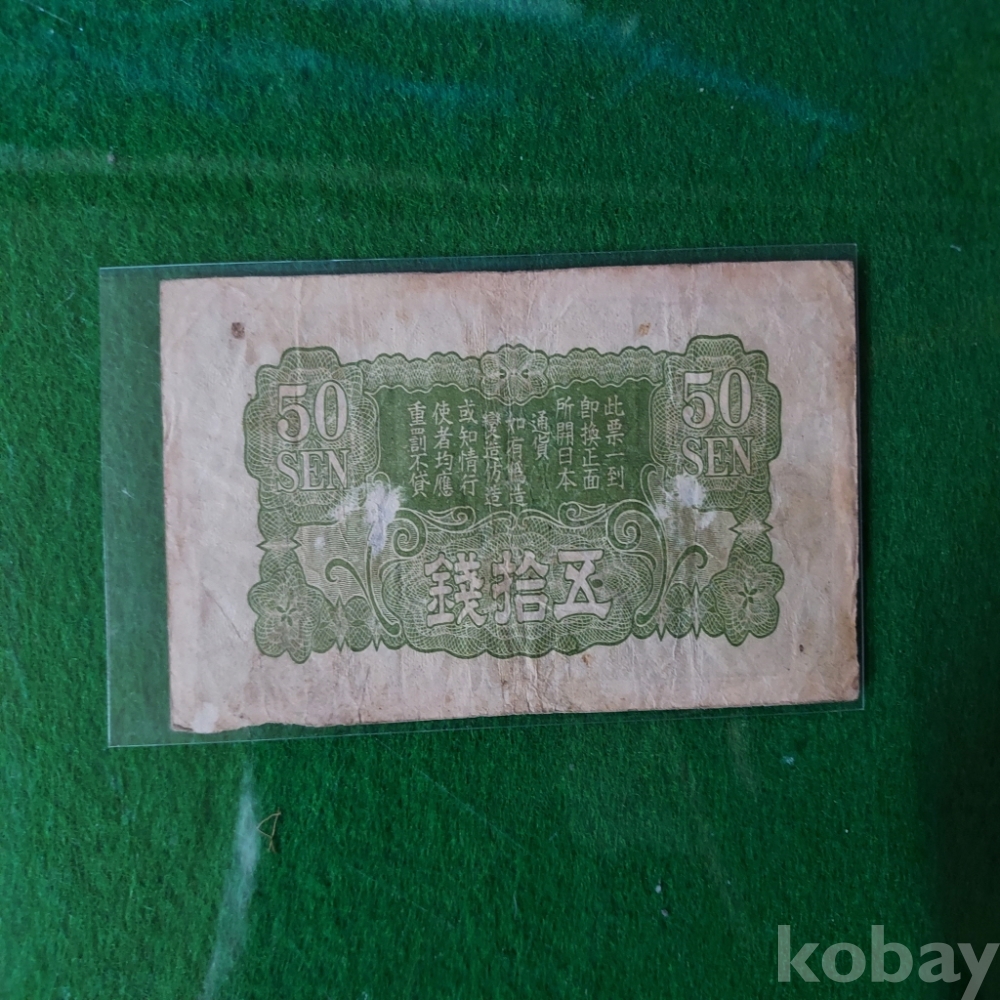 50
SEN
此票一到
即換正面
所開日本
通貨
如有偽造
變造仿造
或知情行
使者均應
重罰不貸
50
SEN
錢拾五
kobay